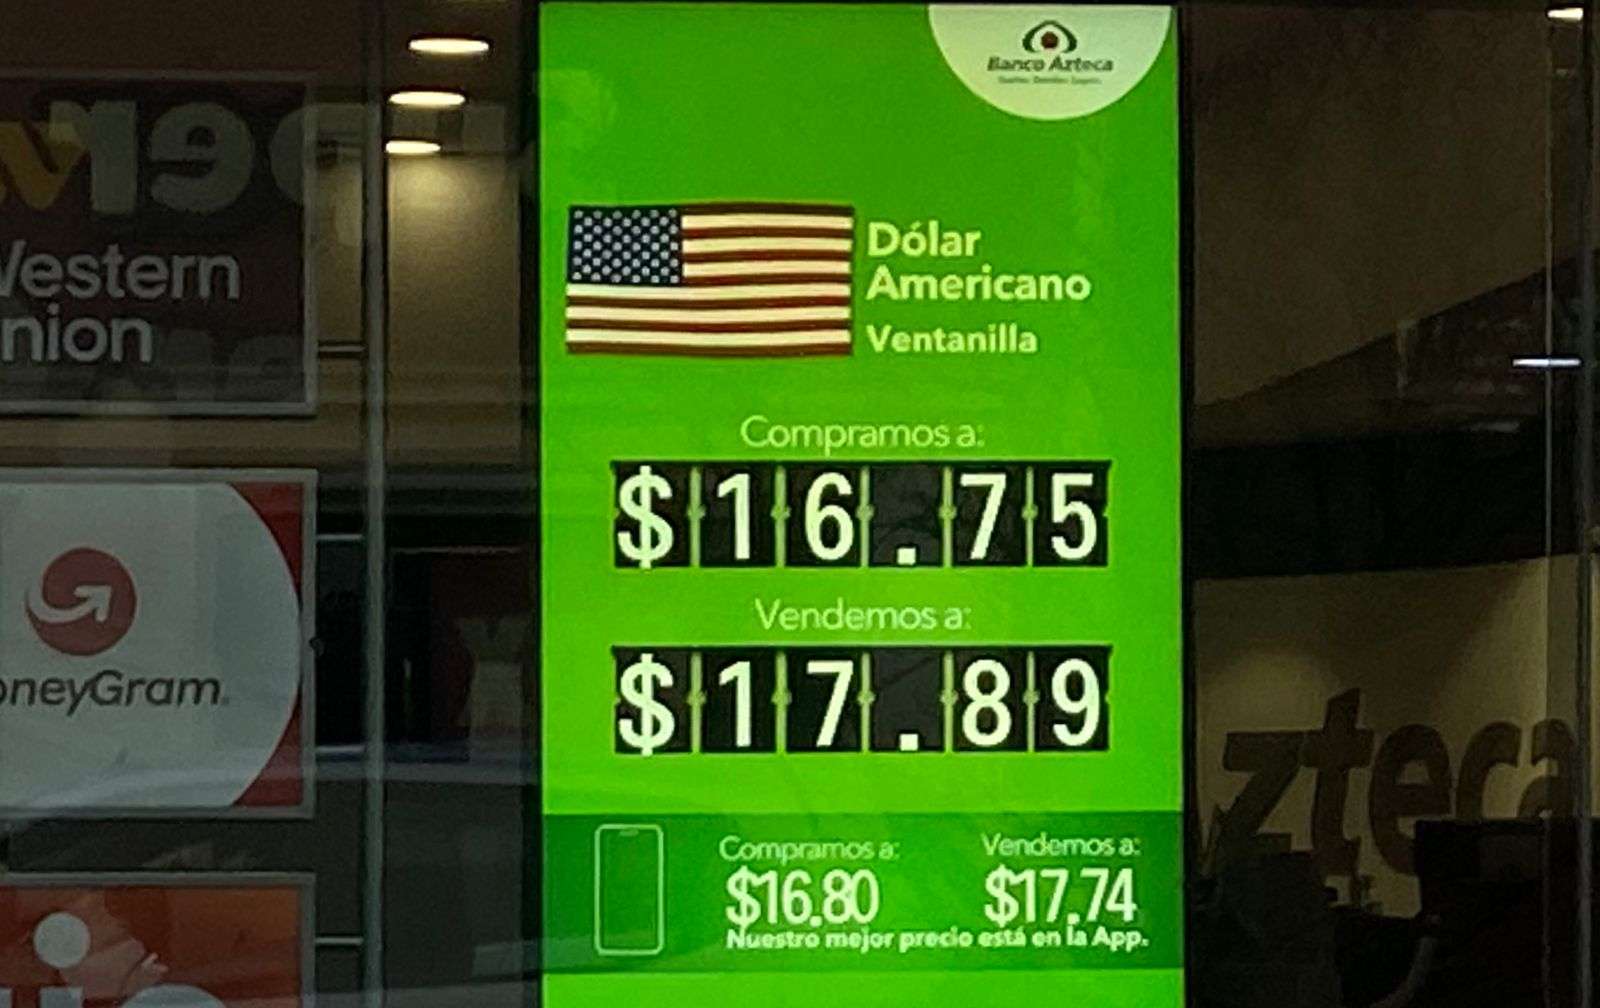 Banco Azteca
Dólar
Americano
Ventanilla
Compramos a:
$16.75
Vendemos a:
$17.89
Compramos a:
$16.80
Vendemos a:
$17.74
Nuestro mejor precio está en la App.
Western
nion
oneyGram.
zteca